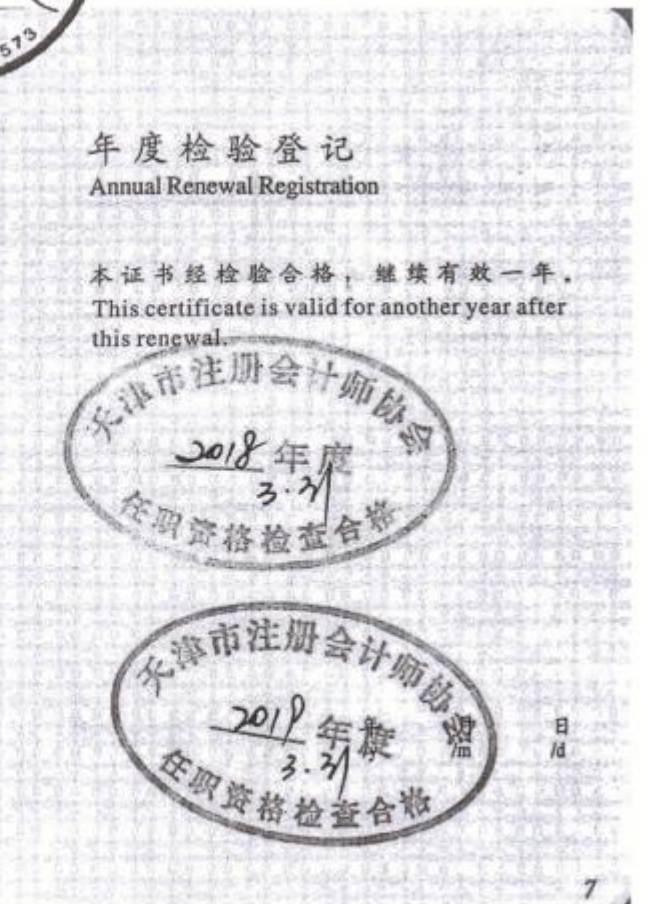 573
年度检验登记
Annual Renewal Registration
本证书经检验合格，继续有效一年。
This certificate is valid for another year after
this renewal.
天津市注册会计师协会
2018 年度
3.31
任职资格检查合格
天津市注册会计师协会
2019 年度
3.31
任职资格检查合格
日
/d
7